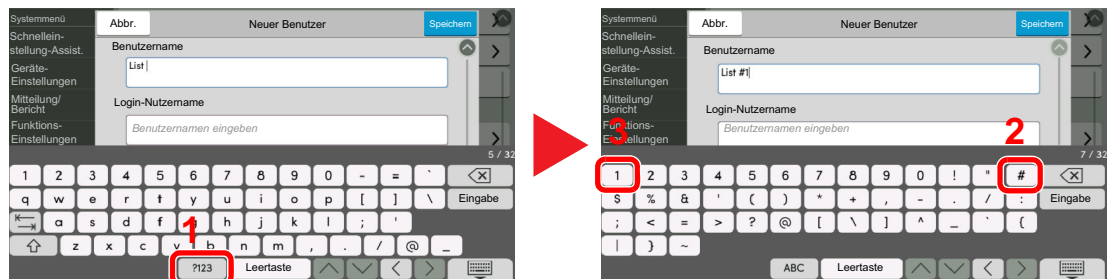 Systemmenü
Abbr.
Neuer Benutzer
Speichern
Schnellein-
stellung-Assist.
Benutzername
List
Geräte-
Einstellungen
Mitteilung/
Bericht
Login-Nutzername
Funktions-
Einstellungen
Benutzernamen eingeben
5 / 32
1 2 3 4 5 6 7 8 9 0 - = `
q w e r t y u i o p [ ] \ Eingabe
a s d f g h j k l ; '
1
z x c v b n m , . / @ _
?123 Leertaste
Systemmenü
Abbr.
Neuer Benutzer
Speichern
Schnellein-
stellung-Assist.
Benutzername
List #1
Geräte-
Einstellungen
Mitteilung/
Bericht
Login-Nutzername
Funktions-
Einstellungen
Benutzernamen eingeben
3
2
7 / 32
1 2 3 4 5 6 7 8 9 0 ! " #
$ % & ' ( ) * + , - . / : Eingabe
; < = > ? @ [ \ ] ^ _ ` {
| } ~
ABC Leertaste